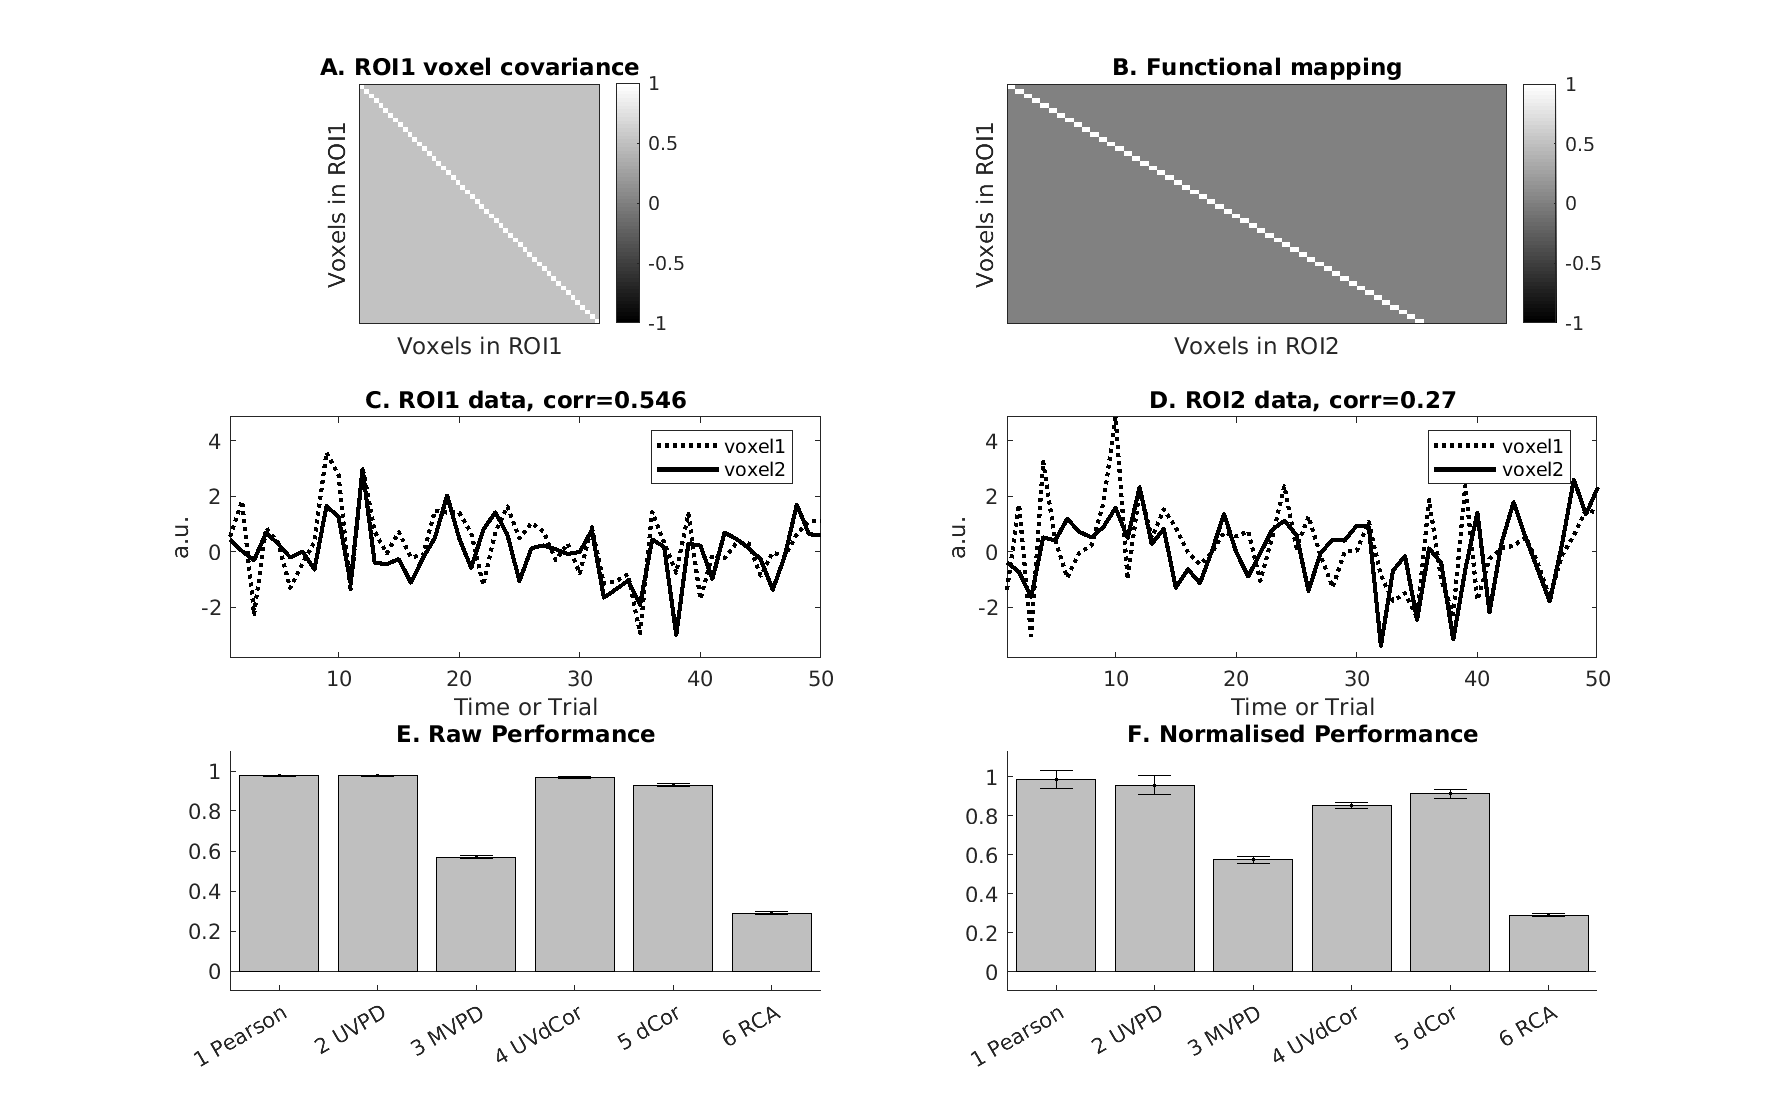 A. ROI1 voxel covariance
Voxels in ROI1
1
0.5
0
-0.5
-1
Voxels in ROI1
B. Functional mapping
Voxels in ROI1
1
0.5
0
-0.5
-1
Voxels in ROI2
C. ROI1 data, corr=0.546
a.u.
4
2
0
-2
voxel1
voxel2
10 20 30 40 50
Time or Trial
D. ROI2 data, corr=0.27
a.u.
4
2
0
-2
voxel1
voxel2
10 20 30 40 50
Time or Trial
E. Raw Performance
1
0.8
0.6
0.4
0.2
0
1 Pearson 2 UVPD 3 MVPD 4 UVdCor 5 dCor 6 RCA
F. Normalised Performance
1
0.8
0.6
0.4
0.2
0
1 Pearson 2 UVPD 3 MVPD 4 UVdCor 5 dCor 6 RCA